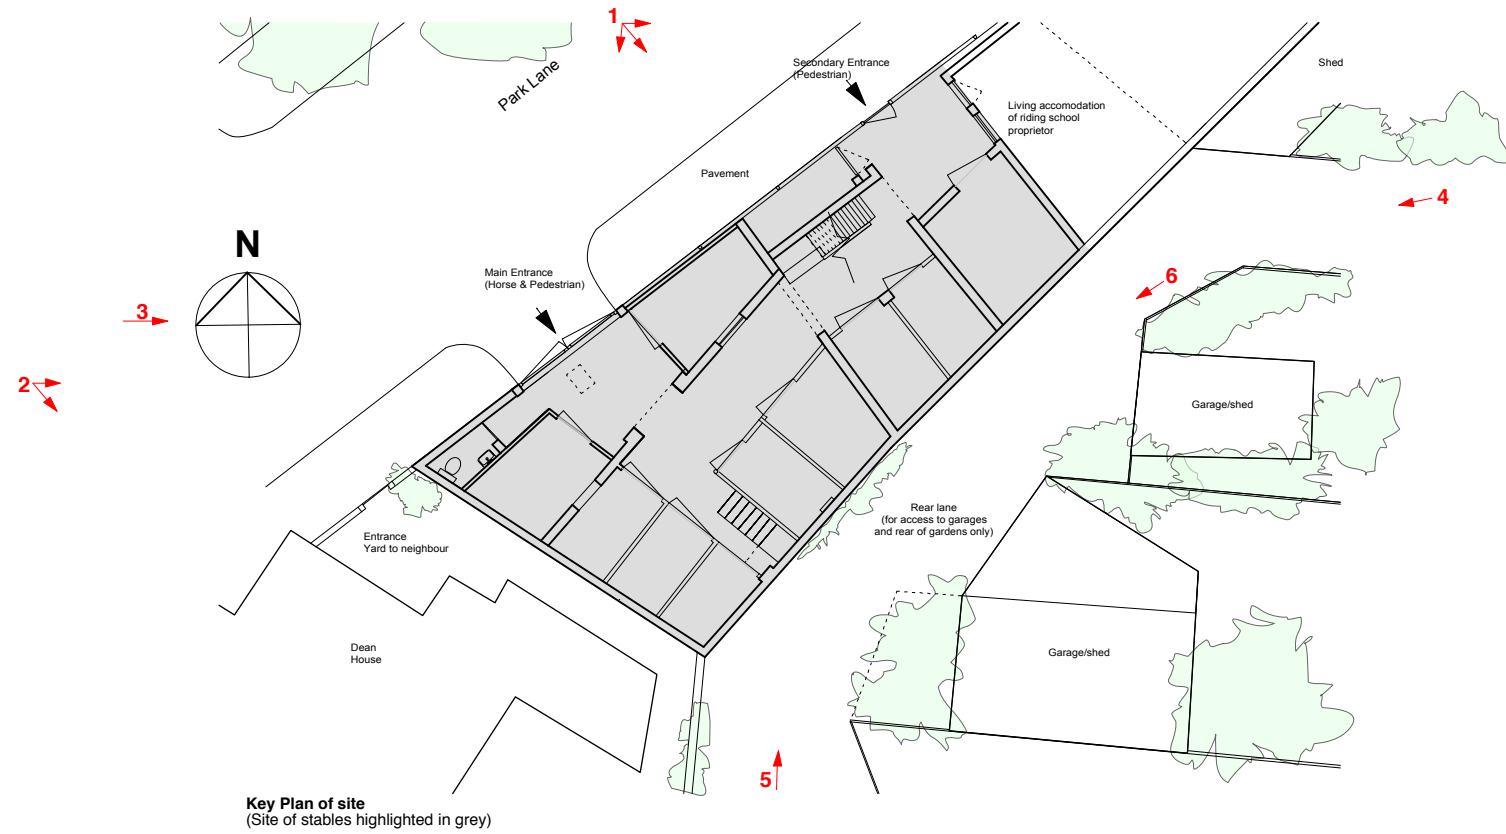 1
Park Lane
Secondary Entrance
(Pedestrian)
Shed
Living accomodation
of riding school
proprietor
Pavement
4
N
Main Entrance
(Horse & Pedestrian)
6
3
2
Garage/shed
Rear lane
(for access to garages
and rear of gardens only)
Entrance
Yard to neighbour
Dean
House
Garage/shed
5
Key Plan of site
(Site of stables highlighted in grey)